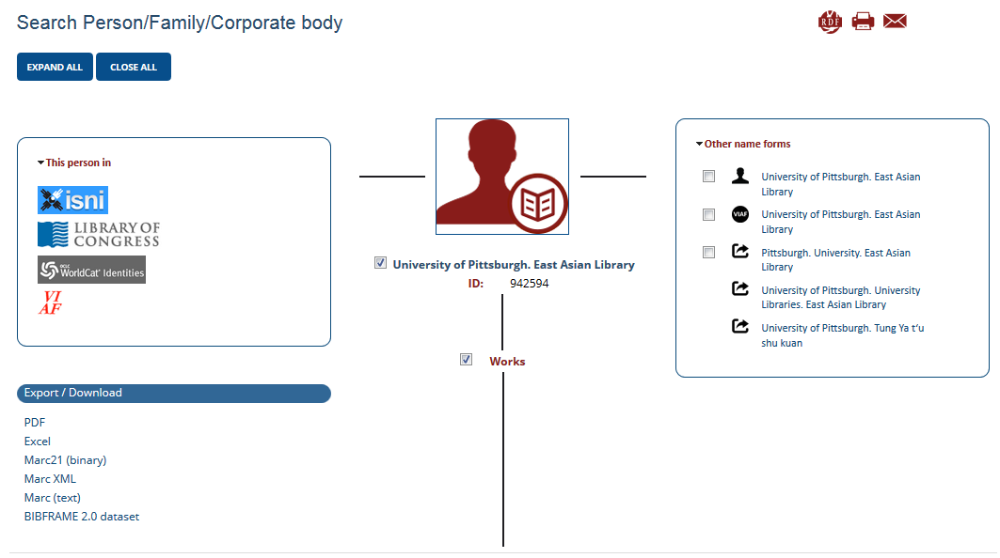 Search Person/Family/Corporate body
RDF
EXPAND ALL
CLOSE ALL
This person in
isni
LIBRARY OF
CONGRESS
OCLC
WorldCat Identities
VI
AF
Export / Download
PDF
Excel
Marc21 (binary)
Marc XML
Marc (text)
BIBFRAME 2.0 dataset
University of Pittsburgh. East Asian Library
ID: 942594
Works
Other name forms
University of Pittsburgh. East Asian
Library
VIAF
University of Pittsburgh. East Asian
Library
Pittsburgh. University. East Asian
Library
University of Pittsburgh. University
Libraries. East Asian Library
University of Pittsburgh. Tung Ya tʻu
shu kuan